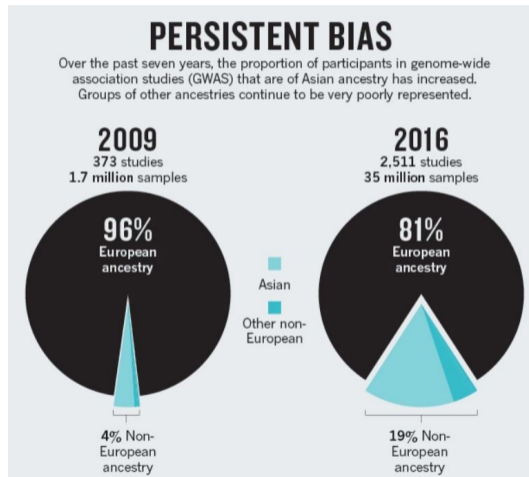 PERSISTENT BIAS
Over the past seven years, the proportion of participants in genome-wide
association studies (GWAS) that are of Asian ancestry has increased.
Groups of other ancestries continue to be very poorly represented.
2009
373 studies
1.7 million samples
96%
European
ancestry
4% Non-
European
ancestry
Asian
Other non-
European
2016
2,511 studies
35 million samples
81%
European
ancestry
19% Non-
European
ancestry